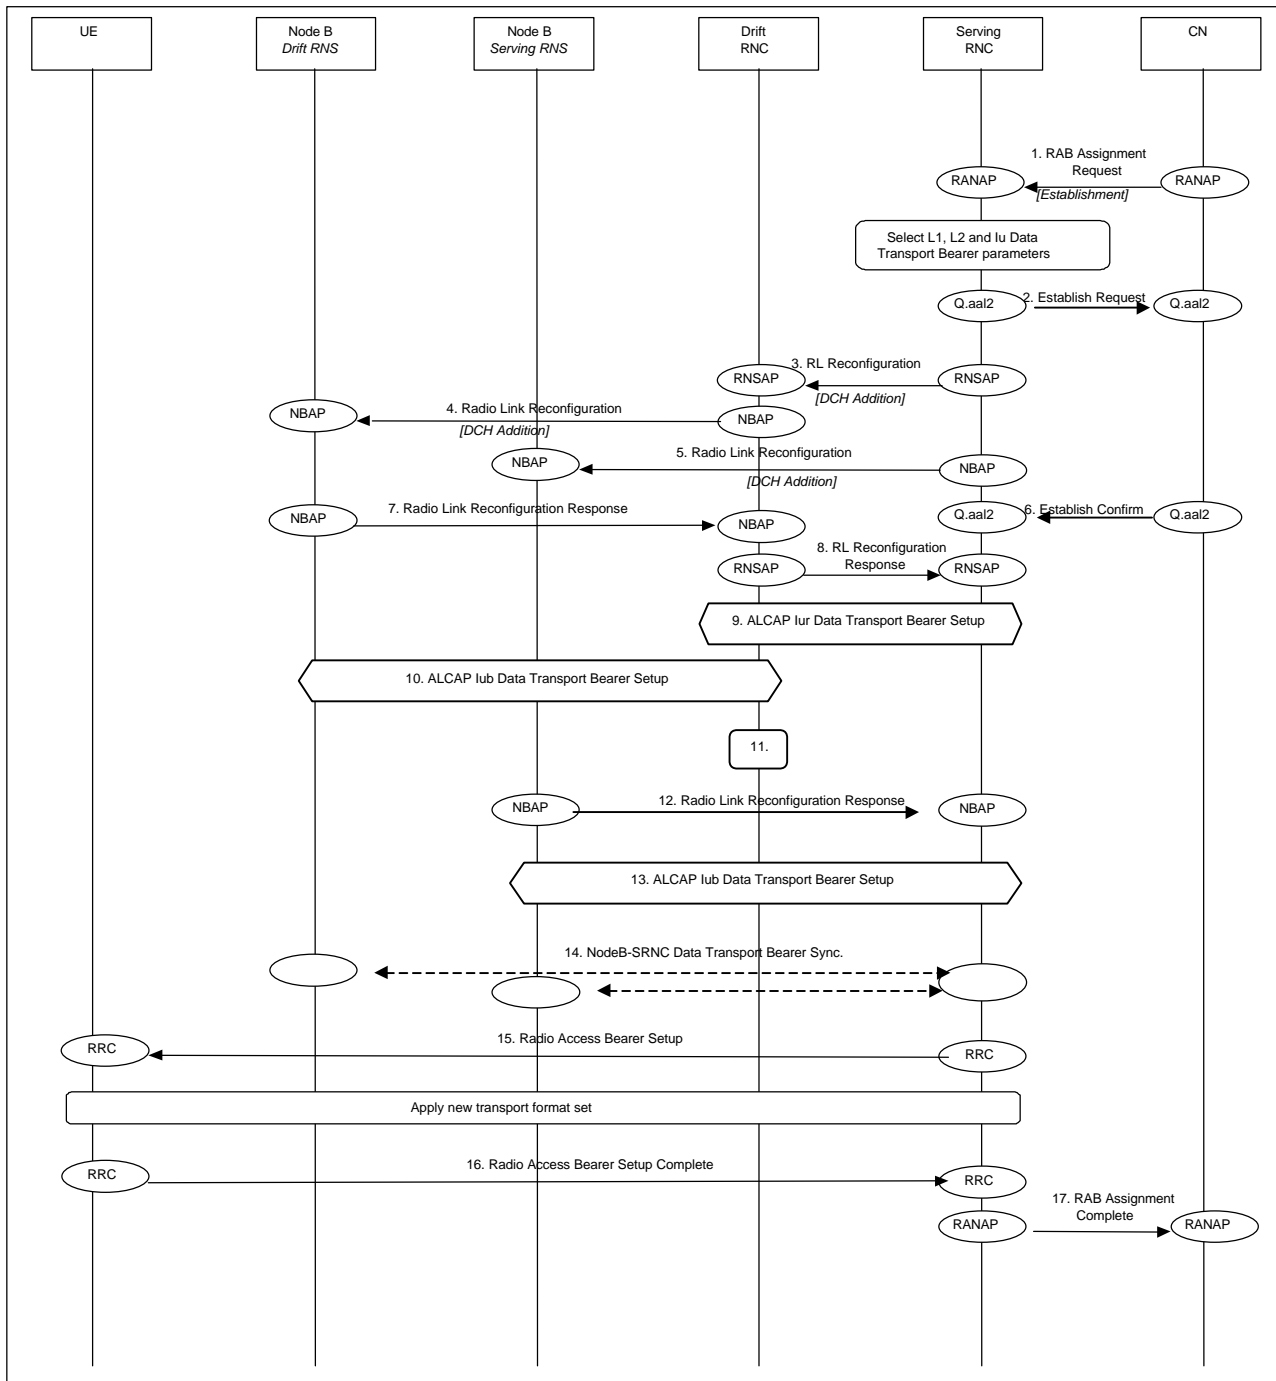 UE
Node B
Drift RNS
Node B
Serving RNS
Drift
RNC
Serving
RNC
CN
1. RAB Assignment
Request
RANAP
RANAP
[Establishment]
Select L1, L2 and Iu Data
Transport Bearer parameters
Q.aal2
2. Establish Request
Q.aal2
3. RL Reconfiguration
RNSAP
RNSAP
[DCH Addition]
4. Radio Link Reconfiguration
NBAP
NBAP
[DCH Addition]
5. Radio Link Reconfiguration
NBAP
NBAP
[DCH Addition]
7. Radio Link Reconfiguration Response
NBAP
NBAP
Q.aal2
6. Establish Confirm
Q.aal2
8. RL Reconfiguration
Response
RNSAP
RNSAP
9. ALCAP Iur Data Transport Bearer Setup
10. ALCAP Iub Data Transport Bearer Setup
11.
NBAP
12. Radio Link Reconfiguration Response
NBAP
13. ALCAP Iub Data Transport Bearer Setup
14. NodeB-SRNC Data Transport Bearer Sync.
15. Radio Access Bearer Setup
RRC
RRC
Apply new transport format set
RRC
16. Radio Access Bearer Setup Complete
RRC
17. RAB Assignment
Complete
RANAP
RANAP